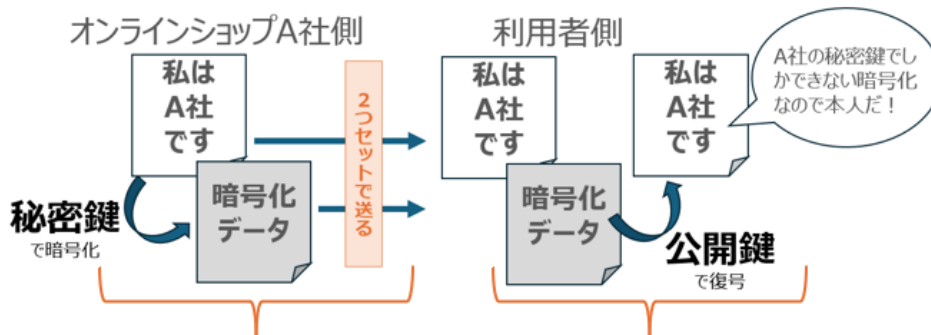 オンラインショップA社側
私は
A社
です
暗号化
データ
秘密鍵
で暗号化
2つセットで送る
利用者側
私は
A社
です
暗号化
データ
公開鍵
で復号
私は
A社
です
A社の秘密鍵でし
かできない暗号化
なので本人だ！